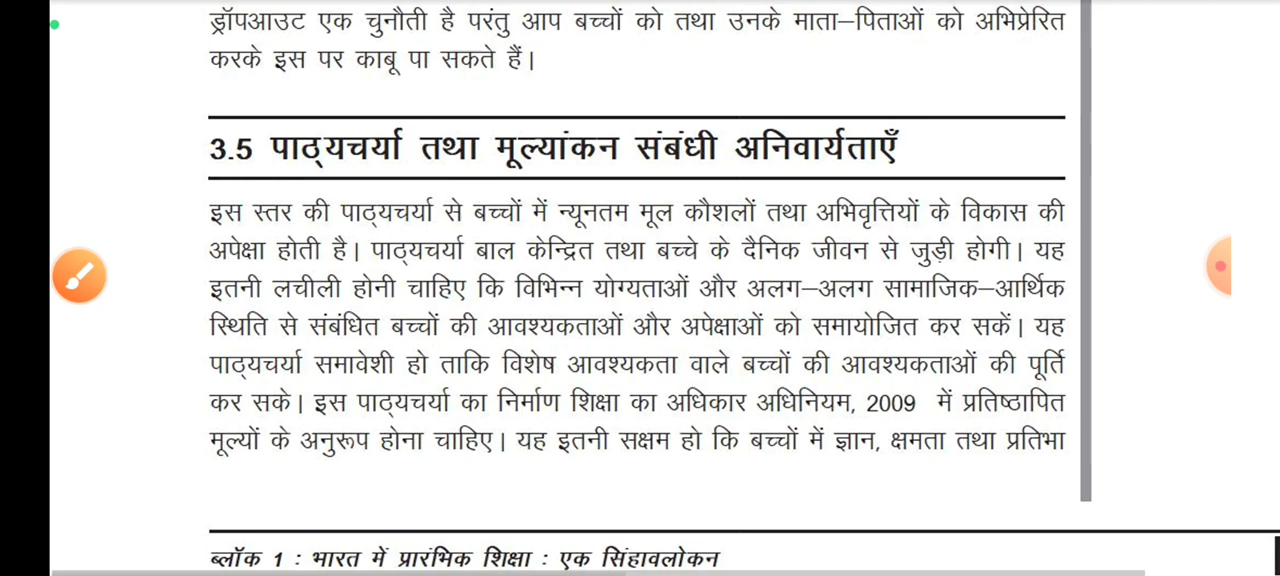 ड्रॉपआउट एक चुनौती है परंतु आप बच्चों को तथा उनके माता–पिताओं को अभिप्रेरित
करके इस पर काबू पा सकते हैं।
3.5 पाठ्यचर्या तथा मूल्यांकन संबंधी अनिवार्यताएँ
इस स्तर की पाठ्यचर्या से बच्चों में न्यूनतम मूल कौशलों तथा अभिवृत्तियों के विकास की
अपेक्षा होती है। पाठ्यचर्या बाल केन्द्रित तथा बच्चे के दैनिक जीवन से जुड़ी होगी। यह
इतनी लचीली होनी चाहिए कि विभिन्न योग्यताओं और अलग–अलग सामाजिक–आर्थिक
स्थिति से संबंधित बच्चों की आवश्यकताओं और अपेक्षाओं को समायोजित कर सकें। यह
पाठ्यचर्या समावेशी हो ताकि विशेष आवश्यकता वाले बच्चों की आवश्यकताओं की पूर्ति
कर सके। इस पाठ्यचर्या का निर्माण शिक्षा का अधिकार अधिनियम, 2009 में प्रतिष्ठापित
मूल्यों के अनुरूप होना चाहिए। यह इतनी सक्षम हो कि बच्चों में ज्ञान, क्षमता तथा प्रतिभा
ब्लॉक 1 : भारत में प्रारंभिक शिक्षा : एक सिंहावलोकन